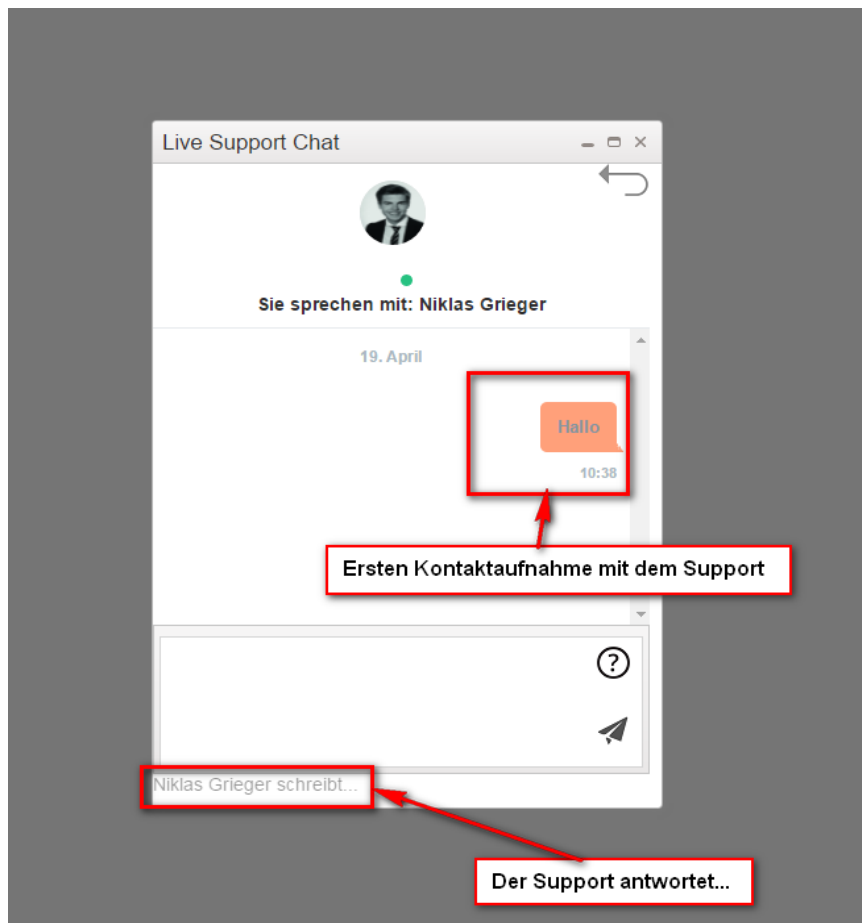 Live Support Chat
Sie sprechen mit: Niklas Grieger
19. April
Hallo
10:38
Ersten Kontaktaufnahme mit dem Support
?
Niklas Grieger schreibt...
Der Support antwortet...